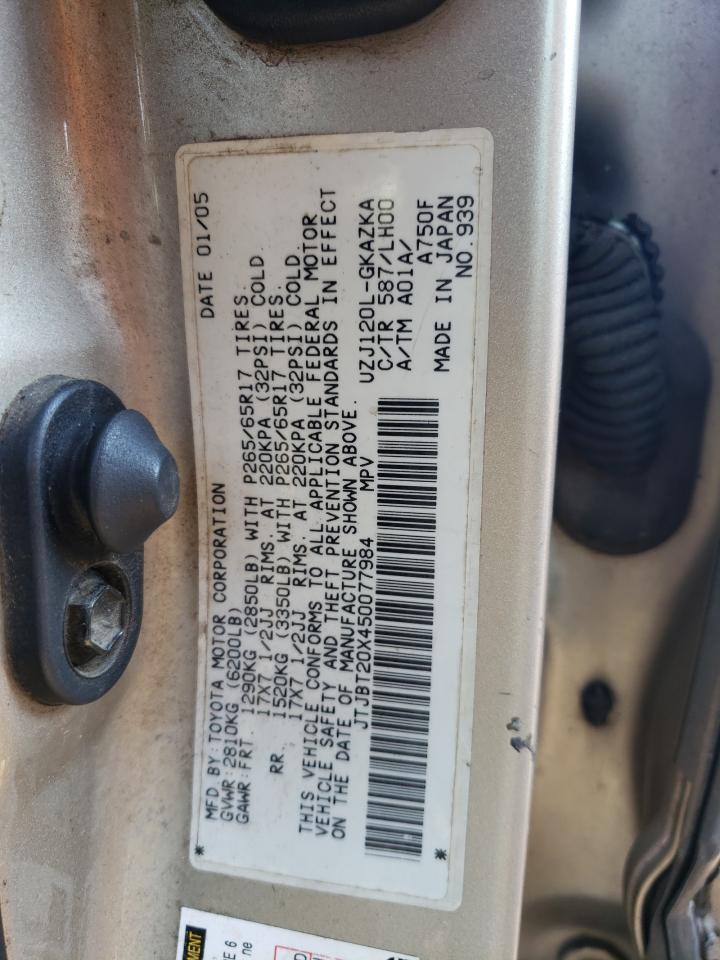 MFD BY:TOYOTA MOTOR CORPORATION DATE 01/05
GVWR:2810KG (6200LB)
GAWR:FRT. 1290KG (2850LB) WITH P265/65R17 TIRES.
17X7 1/2JJ RIMS. AT 220KPA (32PSI) COLD.
RR. 1520KG (3350LB) WITH P265/65R17 TIRES.
17X7 1/2JJ RIMS. AT 220KPA (32PSI) COLD.
THIS VEHICLE CONFORMS TO ALL APPLICABLE FEDERAL MOTOR
VEHICLE SAFETY AND THEFT PREVENTION STANDARDS IN EFFECT
ON THE DATE OF MANUFACTURE SHOWN ABOVE.
JTJBT20X450077984 MPV UZJ120L-GKAZKA
C/TR 587/LH00
A/TM A01A/
A750F
MADE IN JAPAN
NO.939
* *
MENT
E 6
ne